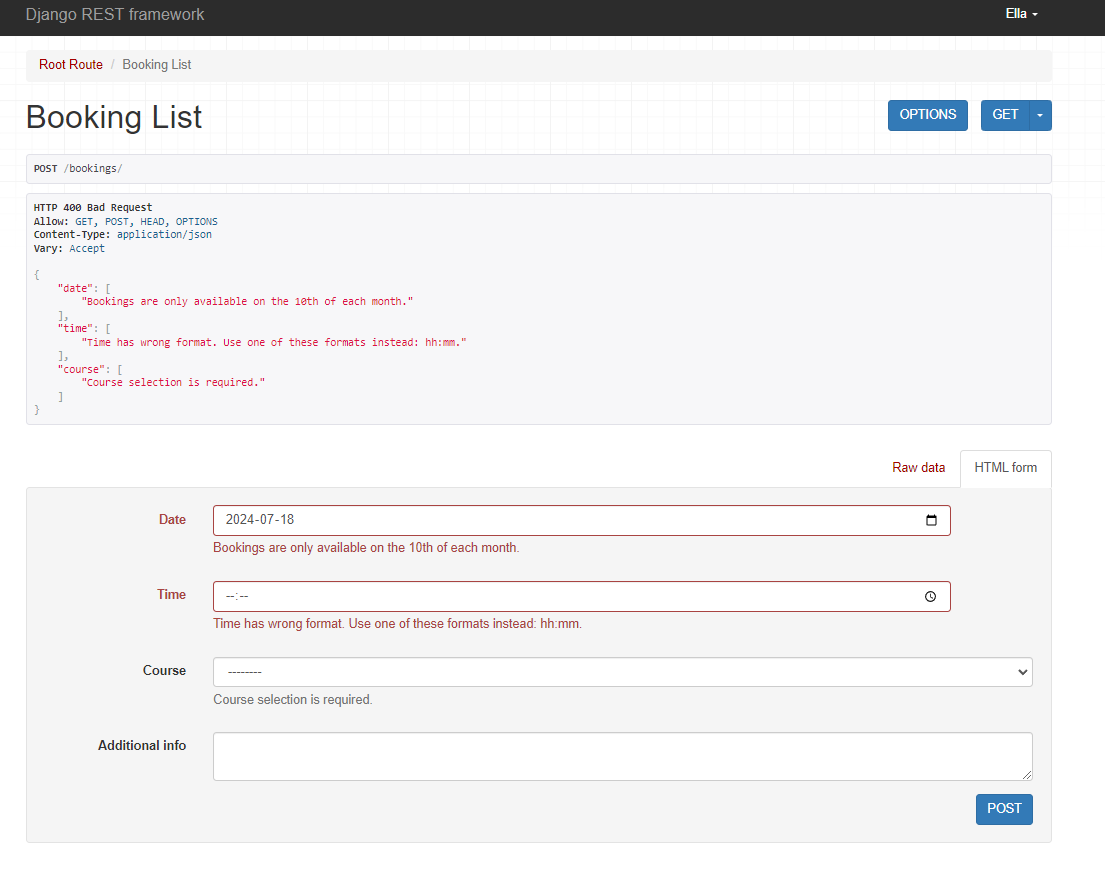 Django REST framework
Ella
Root Route / Booking List
Booking List
OPTIONS
GET
POST /bookings/
HTTP 400 Bad Request
Allow: GET, POST, HEAD, OPTIONS
Content-Type: application/json
Vary: Accept
{
    "date": [
        "Bookings are only available on the 10th of each month."
    ],
    "time": [
        "Time has wrong format. Use one of these formats instead: hh:mm."
    ],
    "course": [
        "Course selection is required."
    ]
}
Raw data
HTML form
Date
2024-07-18
Bookings are only available on the 10th of each month.
Time
--:--
Time has wrong format. Use one of these formats instead: hh:mm.
Course
--------
Course selection is required.
Additional info
POST